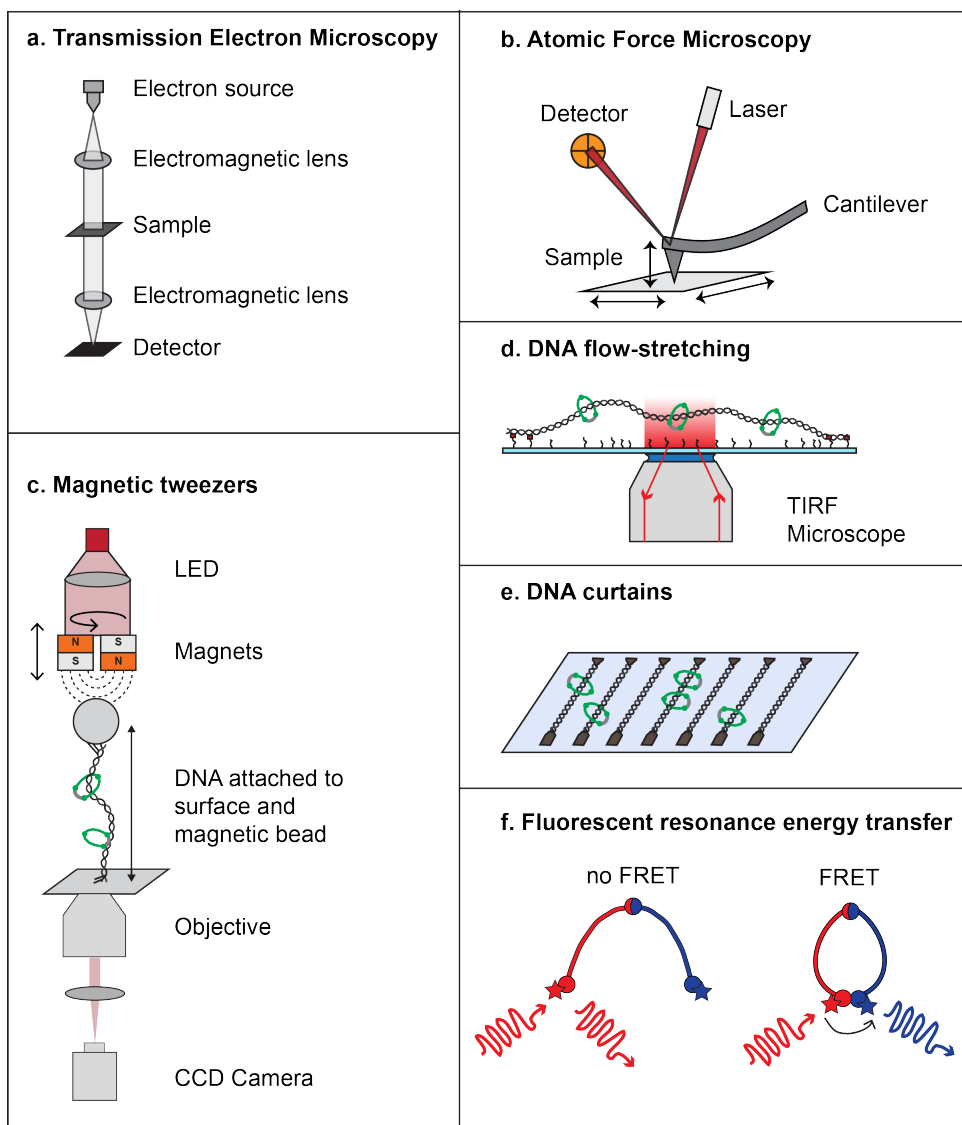 a. Transmission Electron Microscopy
Electron source
Electromagnetic lens
Sample
Electromagnetic lens
Detector
b. Atomic Force Microscopy
Detector
Laser
Cantilever
Sample
c. Magnetic tweezers
LED
N S
S N
Magnets
DNA attached to
surface and
magnetic bead
Objective
CCD Camera
d. DNA flow-stretching
TIRF
Microscope
e. DNA curtains
f. Fluorescent resonance energy transfer
no FRET
FRET